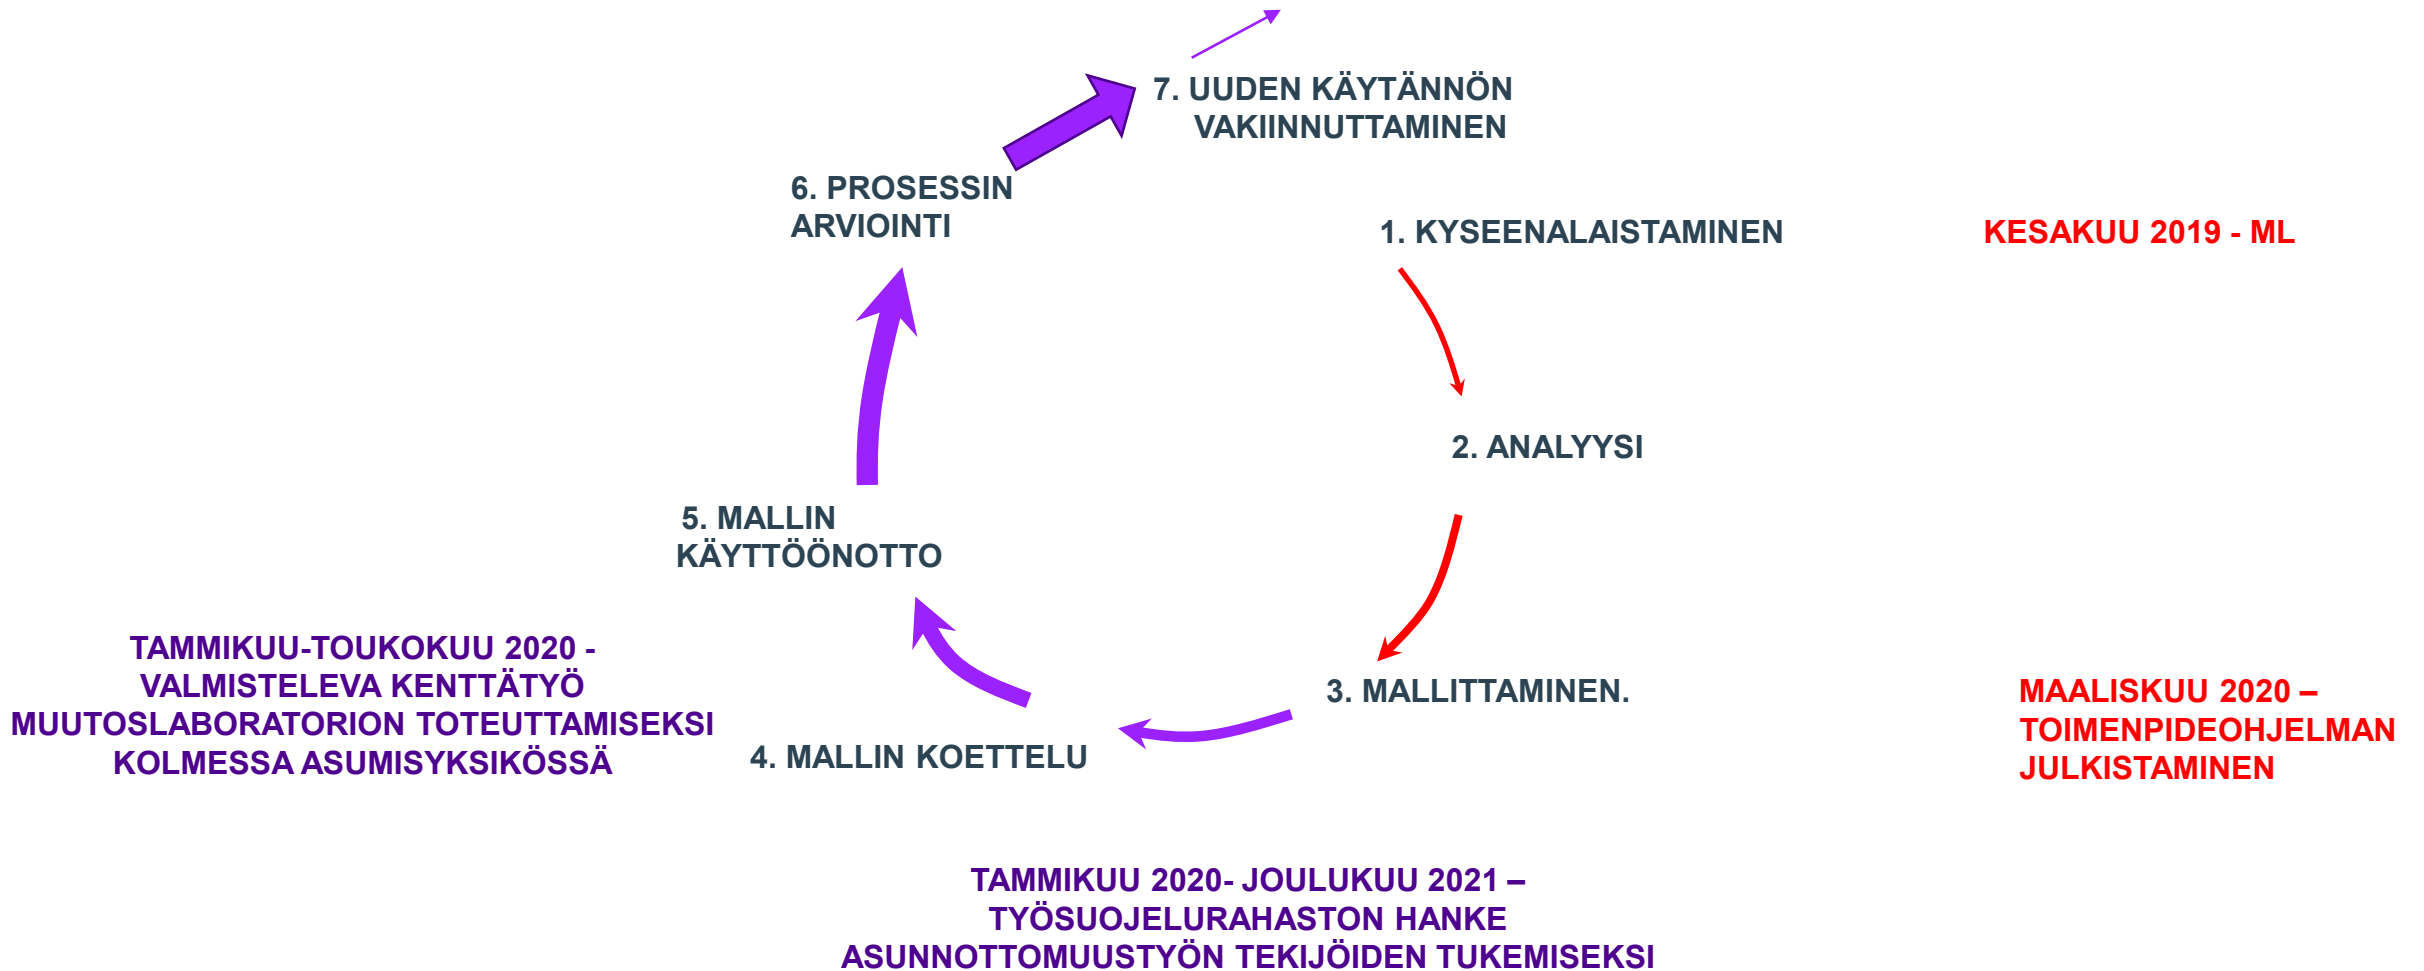 7. UUDEN KÄYTÄNNÖN
VAKIINNUTTAMINEN
6. PROSESSIN
ARVIOINTI
1. KYSEENALAISTAMINEN
KESAKUU 2019 - ML
2. ANALYYSI
5. MALLIN
KÄYTTÖÖNOTTO
TAMMIKUU-TOUKOKUU 2020 -
VALMISTELEVA KENTTÄTYÖ
MUUTOSLABORATORION TOTEUTTAMISEKSI
KOLMESSA ASUMISYKSIKÖSSÄ
3. MALLITTAMINEN.
MAALISKUU 2020 –
TOIMENPIDEOHJELMAN
JULKISTAMINEN
4. MALLIN KOETTELU
TAMMIKUU 2020- JOULUKUU 2021 –
TYÖSUOJELURAHASTON HANKE
ASUNNOTTOMUUSTYÖN TEKIJÖIDEN TUKEMISEKSI